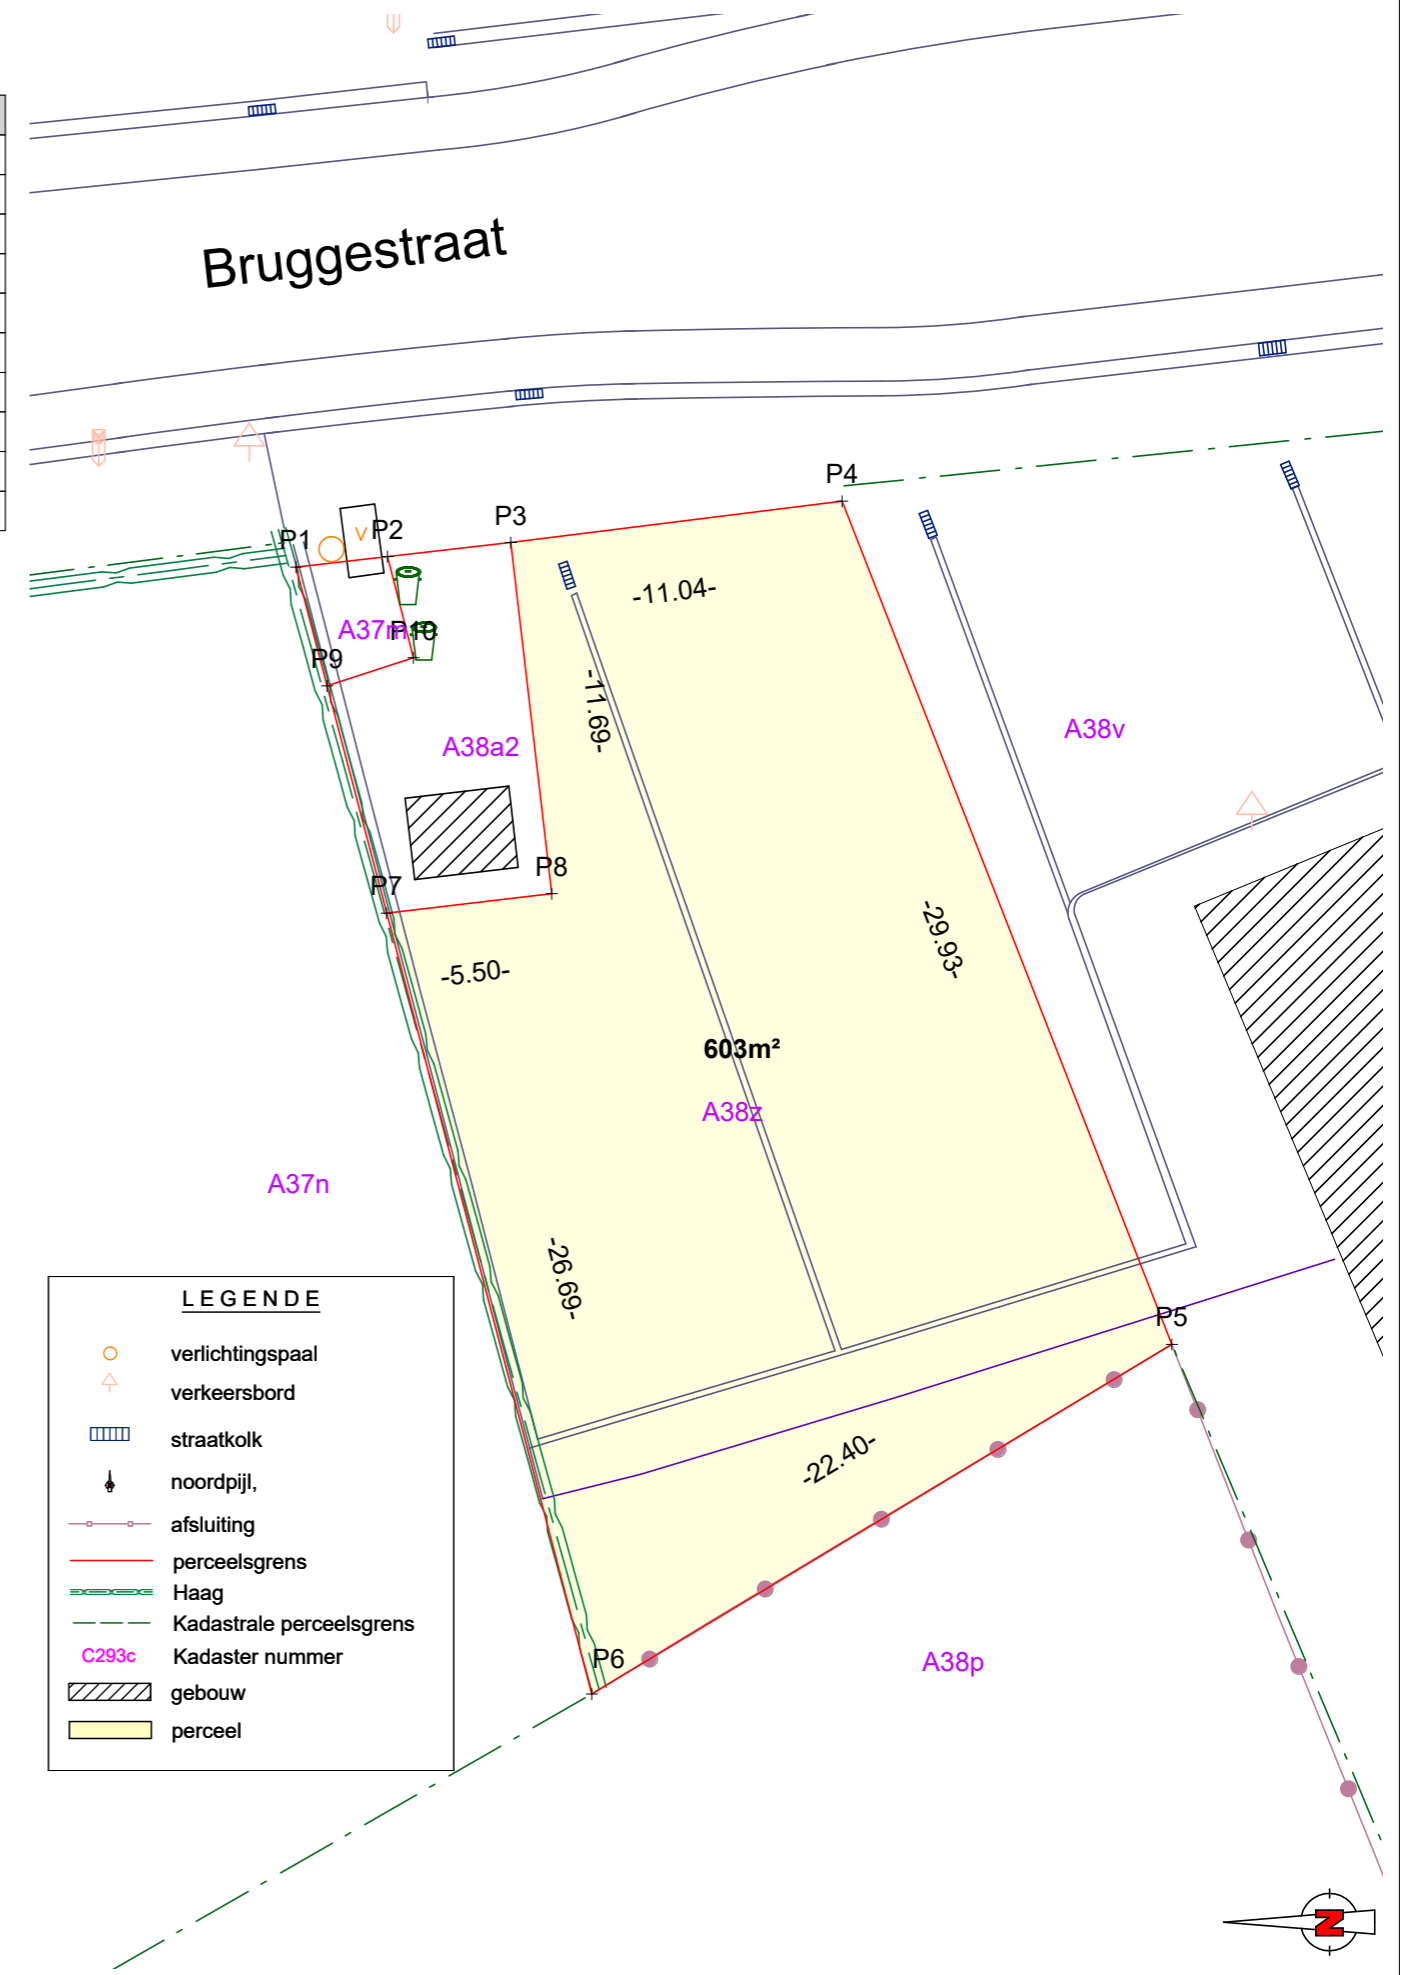 Bruggestraat
P4
P3
P1
v
P2
-11.04-
A37m
P10
P9
-11.69-
A38v
A38a2
P8
P7
-29.93-
-5.50-
603m²
A38z
A37n
-26.69-
P5
-22.40-
P6
A38p
LEGENDE
verlichtingspaal
verkeersbord
straatkolk
noordpijl,
afsluiting
perceelsgrens
Haag
Kadastrale perceelsgrens
C293c Kadaster nummer
gebouw
perceel
N